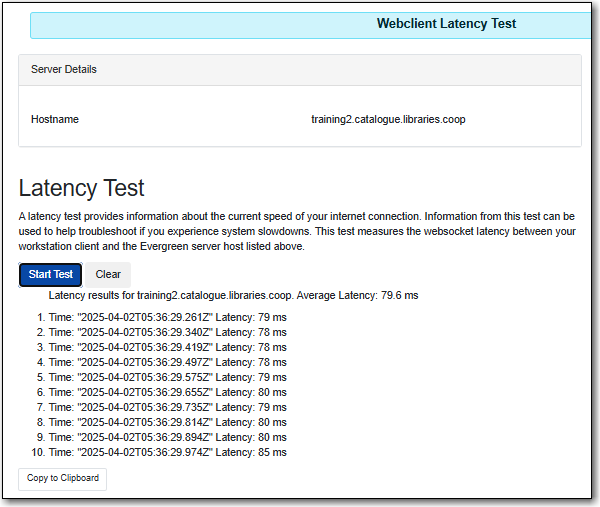 Webclient Latency Test
Server Details
Hostname training2.catalogue.libraries.coop
Latency Test
A latency test provides information about the current speed of your internet connection. Information from this test can be
used to help troubleshoot if you experience system slowdowns. This test measures the websocket latency between your
workstation client and the Evergreen server host listed above.
Start Test Clear
Latency results for training2.catalogue.libraries.coop. Average Latency: 79.6 ms
1. Time: "2025-04-02T05:36:29.261Z" Latency: 79 ms
2. Time: "2025-04-02T05:36:29.340Z" Latency: 78 ms
3. Time: "2025-04-02T05:36:29.419Z" Latency: 78 ms
4. Time: "2025-04-02T05:36:29.497Z" Latency: 78 ms
5. Time: "2025-04-02T05:36:29.575Z" Latency: 79 ms
6. Time: "2025-04-02T05:36:29.655Z" Latency: 80 ms
7. Time: "2025-04-02T05:36:29.735Z" Latency: 79 ms
8. Time: "2025-04-02T05:36:29.814Z" Latency: 80 ms
9. Time: "2025-04-02T05:36:29.894Z" Latency: 80 ms
10. Time: "2025-04-02T05:36:29.974Z" Latency: 85 ms
Copy to Clipboard